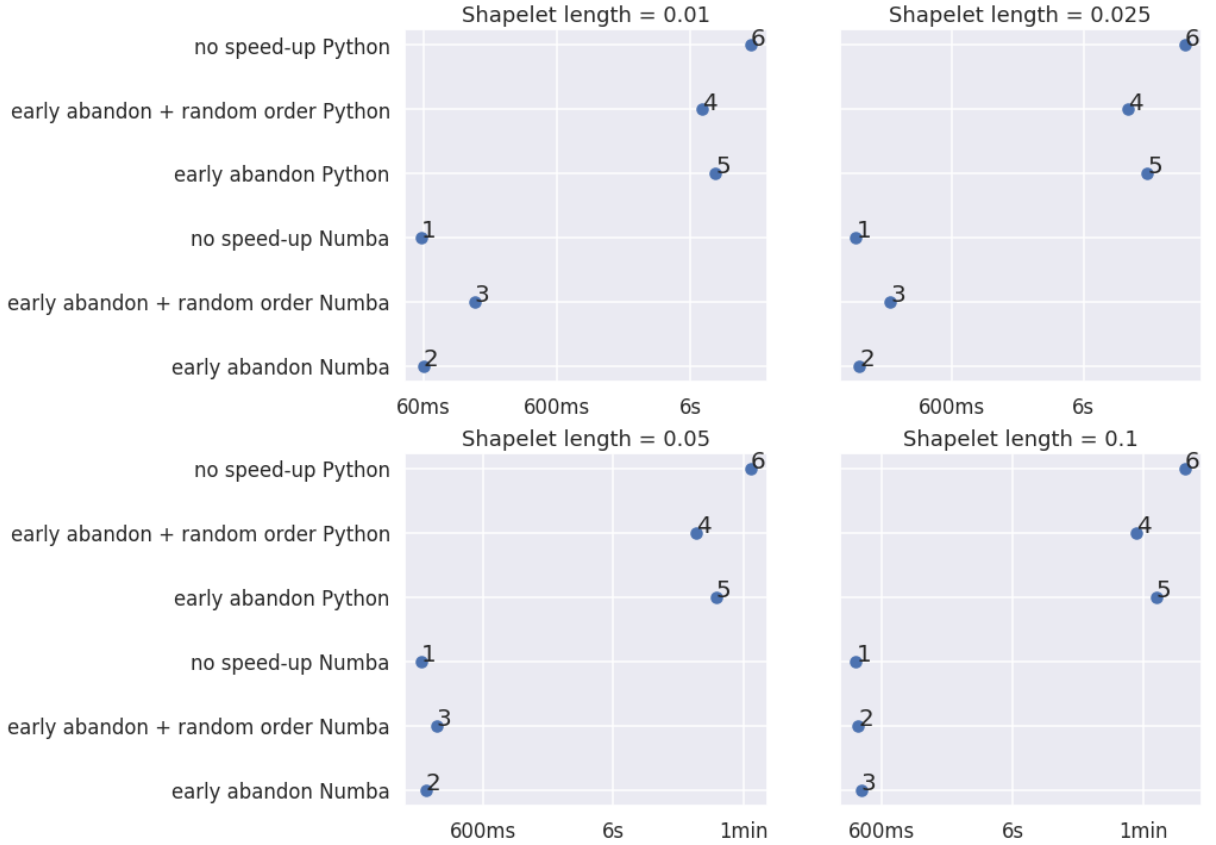 Shapelet length = 0.01
Shapelet length = 0.025
no speed-up Python
6
6
early abandon + random order Python
4
4
early abandon Python
5
5
no speed-up Numba
1
1
early abandon + random order Numba
3
3
early abandon Numba
2
2
60ms
600ms
6s
600ms
6s
Shapelet length = 0.05
Shapelet length = 0.1
no speed-up Python
6
6
early abandon + random order Python
4
4
early abandon Python
5
5
no speed-up Numba
1
1
early abandon + random order Numba
3
2
early abandon Numba
2
3
600ms
6s
1min
600ms
6s
1min